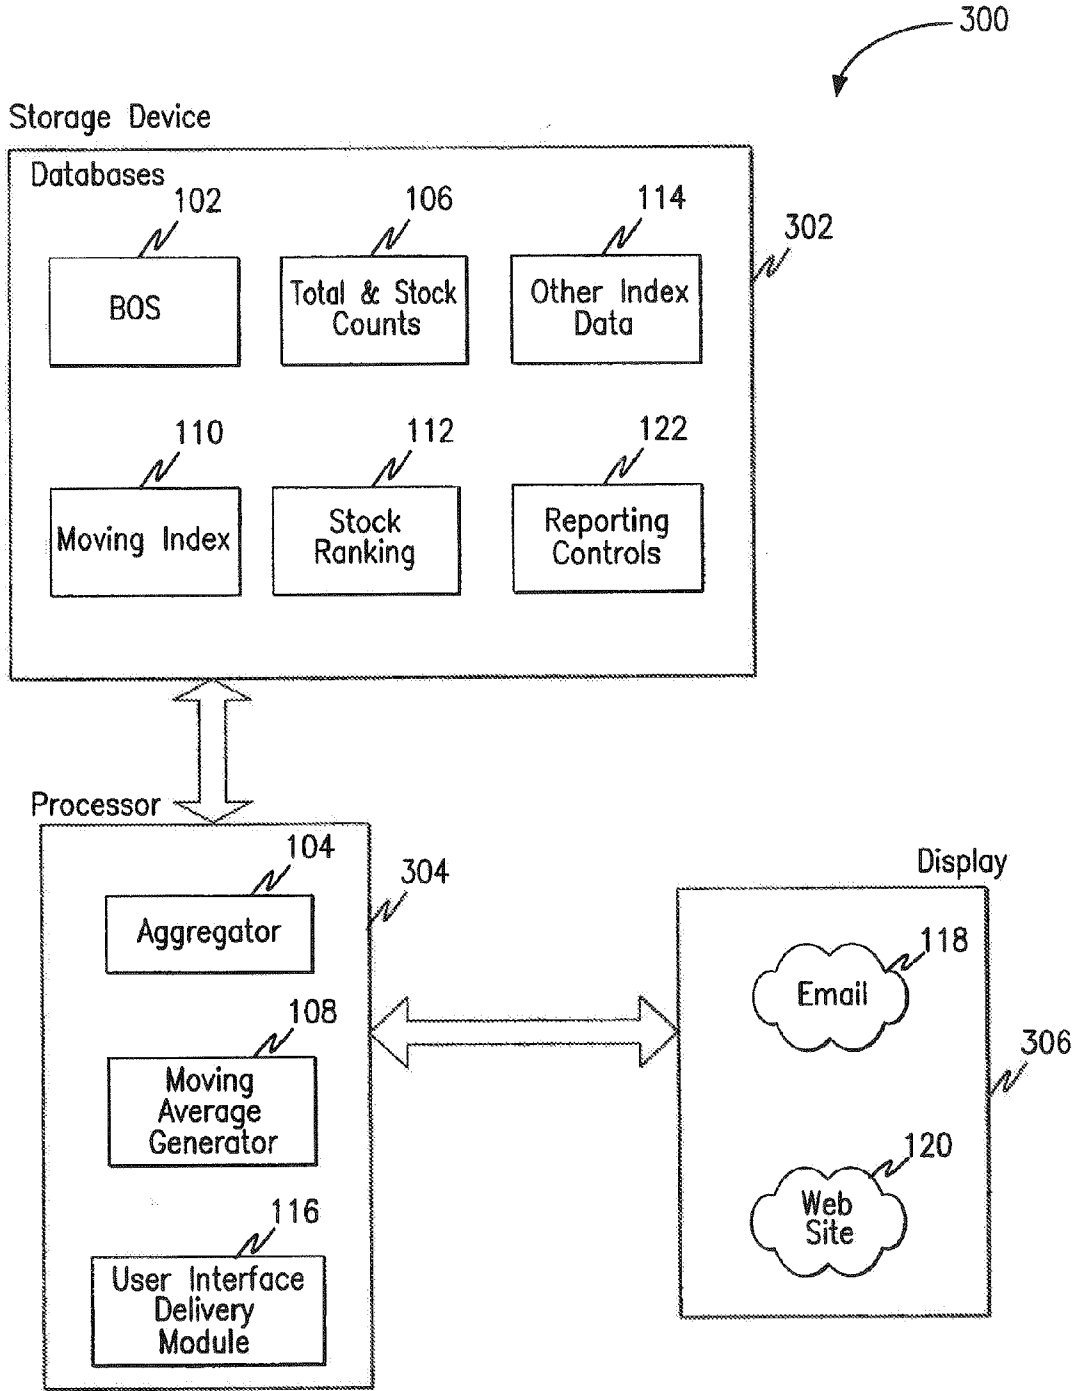 300
Storage Device
Databases
102
106
114
302
BOS
Total & Stock
Counts
Other Index
Data
110
112
122
Moving Index
Stock
Ranking
Reporting
Controls
Processor
104
304
Aggregator
108
Moving
Average
Generator
116
User Interface
Delivery
Module
Display
118
Email
306
120
Web
Site